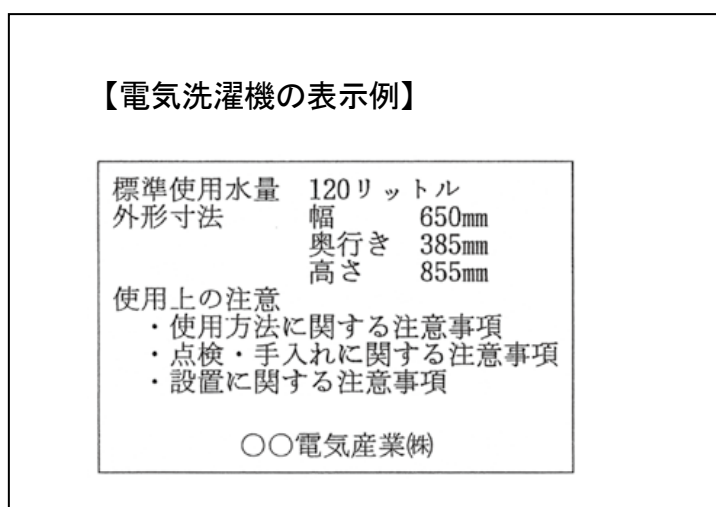 【電気洗濯機の表示例】
標準使用水量 120リットル
外形寸法 幅 650mm
奥行き 385mm
高さ 855mm
使用上の注意
・使用方法に関する注意事項
・点検・手入れに関する注意事項
・設置に関する注意事項
○○電気産業㈱